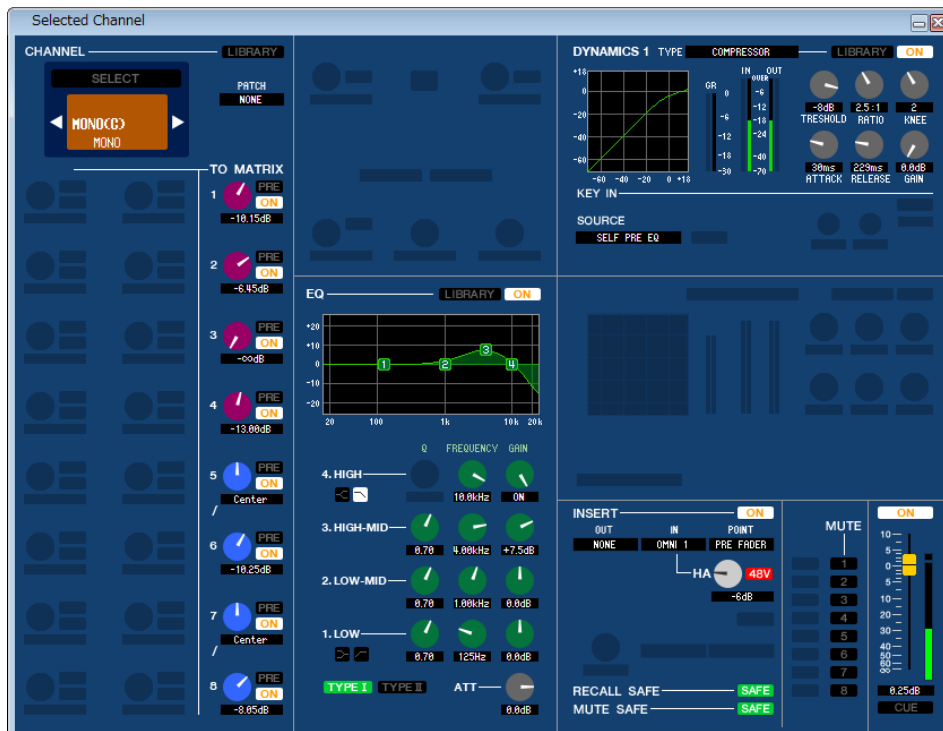 Selected Channel
CHANNEL
LIBRARY
SELECT
MONO(C)
MONO
PATCH
NONE
TO MATRIX
1
PRE
ON
-10.15dB
2
PRE
ON
-6.45dB
3
PRE
ON
-∞dB
4
PRE
ON
-13.00dB
5
PRE
ON
Center
/
6
PRE
ON
-10.25dB
7
PRE
ON
Center
/
8
PRE
ON
-8.05dB
EQ
LIBRARY
ON
+20
+10
0
-10
-20
1 2 3 4
20 100 1k 10k 20k
Q FREQUENCY GAIN
4. HIGH
10.0kHz ON
3. HIGH-MID
0.70 4.00kHz +7.5dB
2. LOW-MID
0.70 1.00kHz 0.0dB
1. LOW
0.70 125Hz 0.0dB
TYPE I TYPE II ATT
0.0dB
DYNAMICS 1 TYPE COMPRESSOR LIBRARY ON
+18
0
-20
-40
-60
-60 -40 -20 0 +18
GR
0
-6
-12
-18
-30
IN OUT
OVER
-6
-12
-18
-24
-40
-70
-8dB 2.5:1 2
TRESHOLD RATIO KNEE
30ms 229ms 0.0dB
ATTACK RELEASE GAIN
KEY IN
SOURCE
SELF PRE EQ
INSERT ON
OUT IN POINT
NONE OMNI 1 PRE FADER
HA 48V
-6dB
RECALL SAFE SAFE
MUTE SAFE SAFE
MUTE
1
2
3
4
5
6
7
8
ON
10
5
0
5
10
20
30
40
50
60
∞
0.25dB
CUE